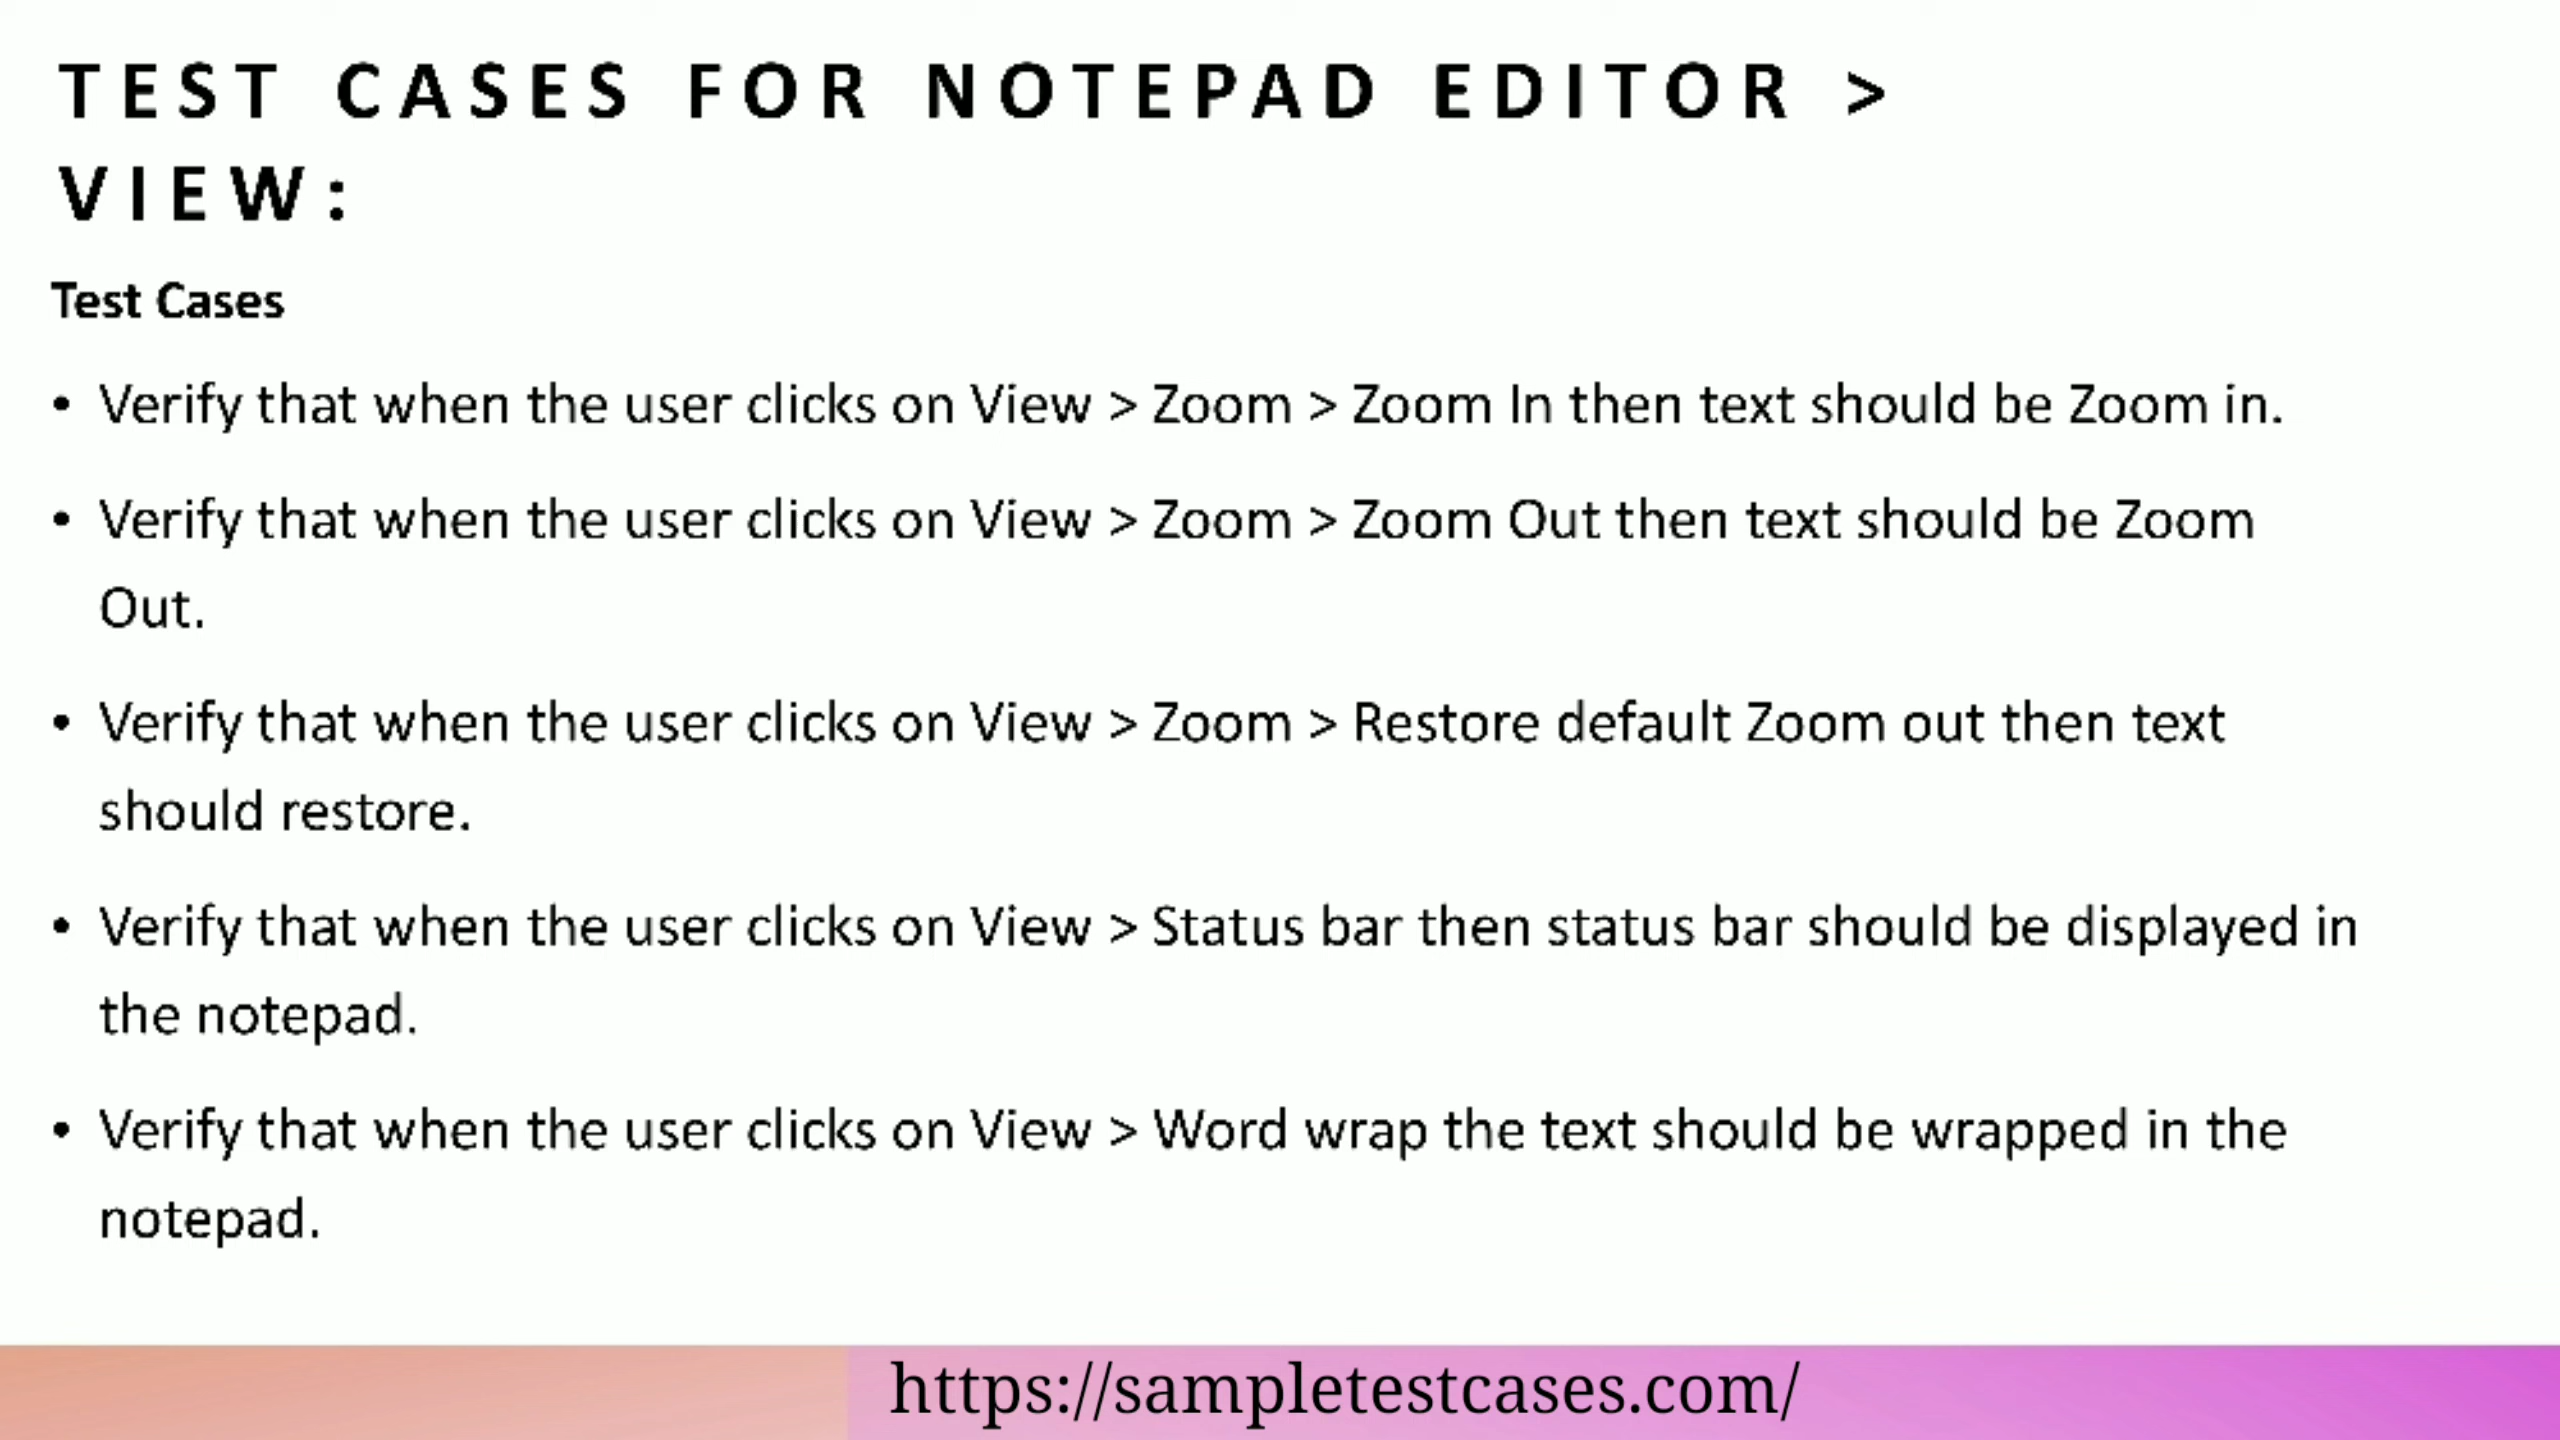 TEST CASES FOR NOTEPAD EDITOR >
VIEW:
Test Cases
• Verify that when the user clicks on View > Zoom > Zoom In then text should be Zoom in.
• Verify that when the user clicks on View > Zoom > Zoom Out then text should be Zoom
Out.
• Verify that when the user clicks on View > Zoom > Restore default Zoom out then text
should restore.
• Verify that when the user clicks on View > Status bar then status bar should be displayed in
the notepad.
• Verify that when the user clicks on View > Word wrap the text should be wrapped in the
notepad.
https://sampletestcases.com/